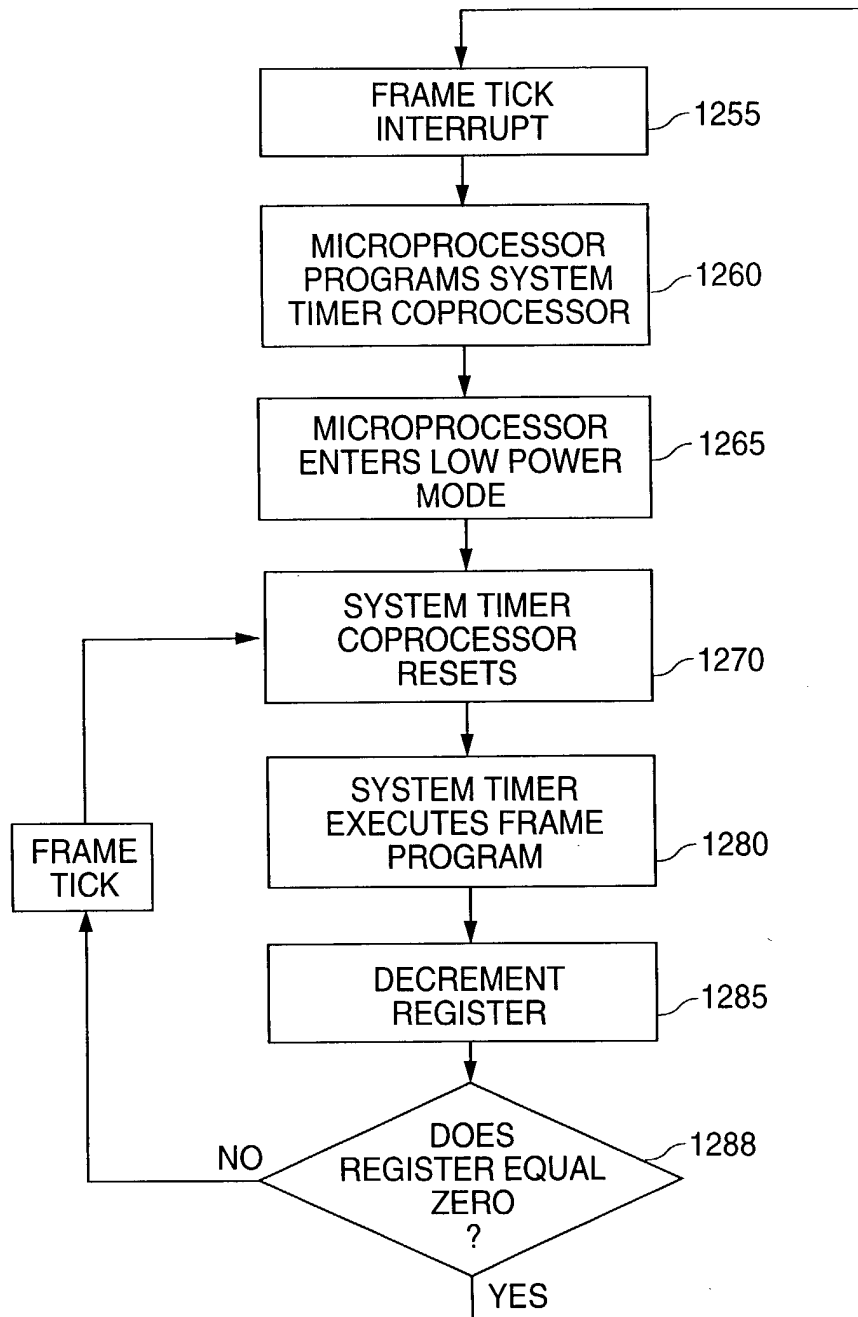 FRAME TICK
INTERRUPT
1255
MICROPROCESSOR
PROGRAMS SYSTEM
TIMER COPROCESSOR
1260
MICROPROCESSOR
ENTERS LOW POWER
MODE
1265
SYSTEM TIMER
COPROCESSOR
RESETS
1270
SYSTEM TIMER
EXECUTES FRAME
PROGRAM
1280
FRAME
TICK
DECREMENT
REGISTER
1285
DOES
REGISTER EQUAL
ZERO
?
1288
NO
YES